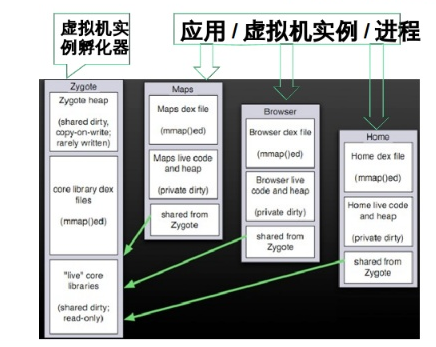 虚拟机实
例孵化器
应用 / 虚拟机实例 / 进程
Zygote
Zygote heap
(shared dirty,
copy-on-write;
rarely written)
core library dex
files
(mmap()ed)
"live" core
libraries
(shared dirty;
read-only)
Maps
Maps dex file
(mmap()ed)
Maps live code
and heap
(private dirty)
shared from
Zygote
Browser
Browser dex file
(mmap()ed)
Browser live
code and heap
(private dirty)
shared from
Zygote
Home
Home dex file
(mmap()ed)
Home live code
and heap
(private dirty)
shared from
Zygote